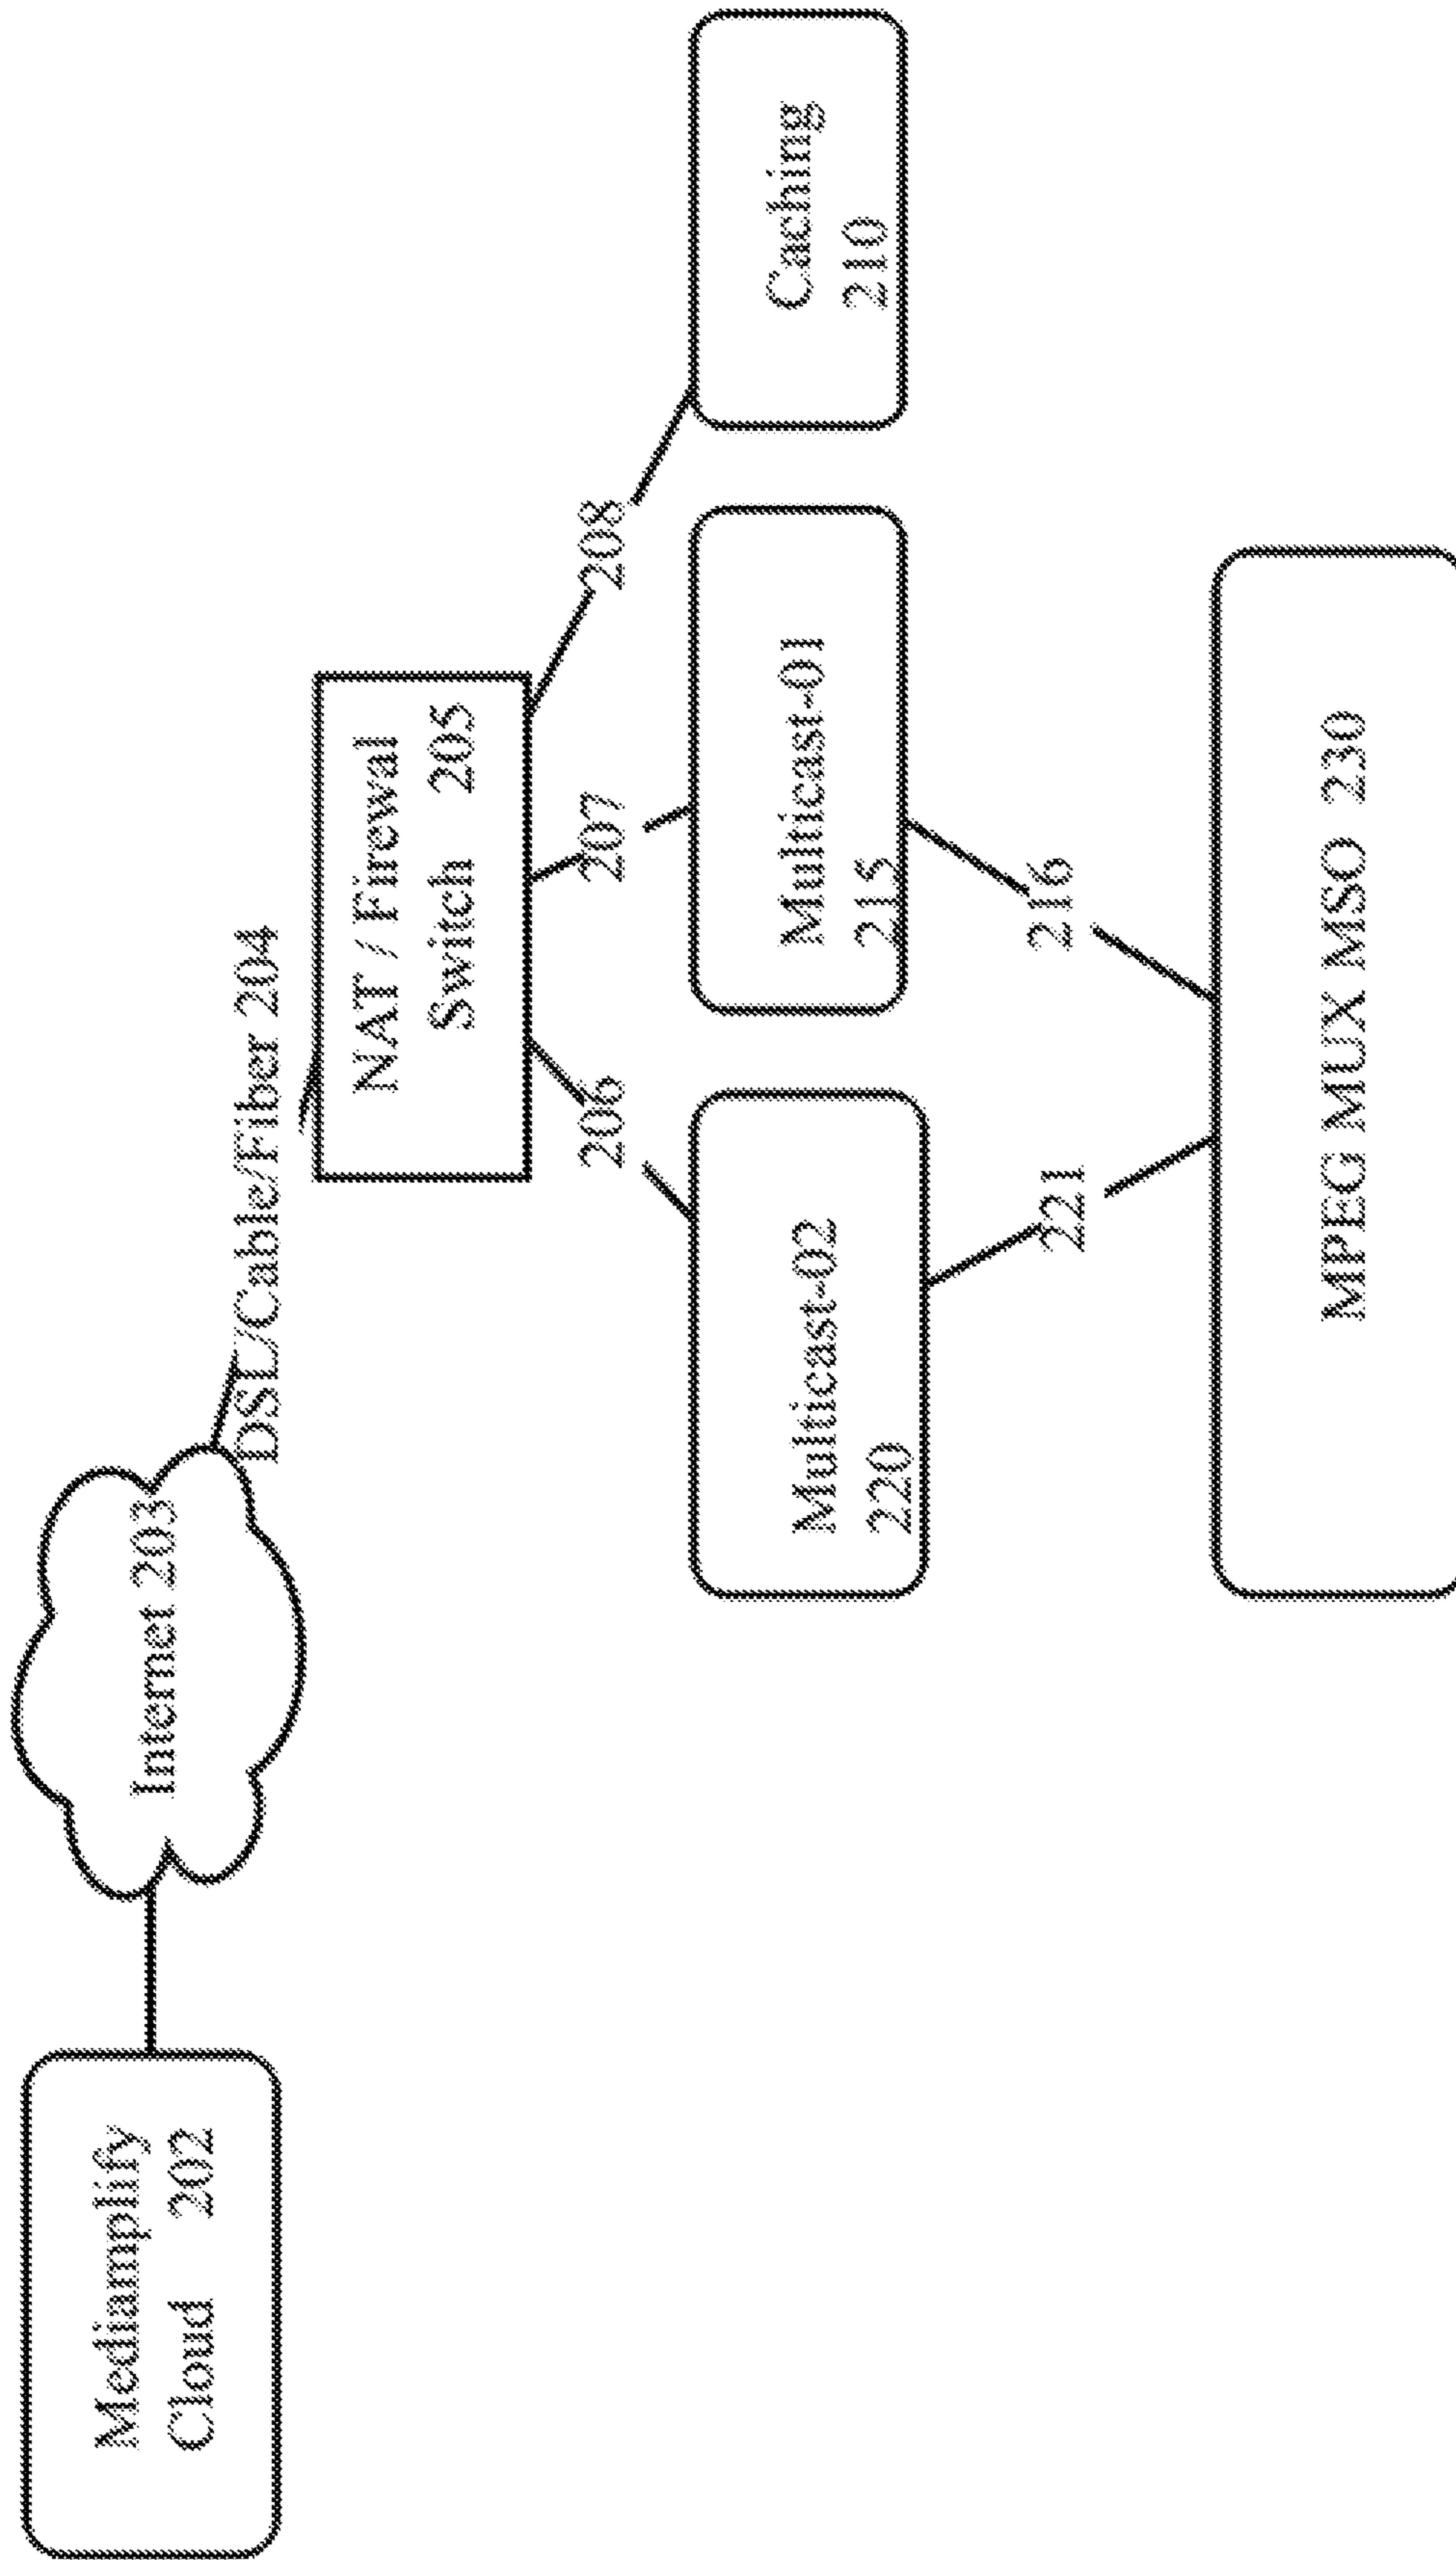 Mediamplify
Cloud 202
Internet 203
DSL/Cable/Fiber 204
NAT / Firewal
Switch 205
206
207
208
Multicast-02
220
Multicast-01
215
Caching
210
221
216
MPEG MUX MSO 230